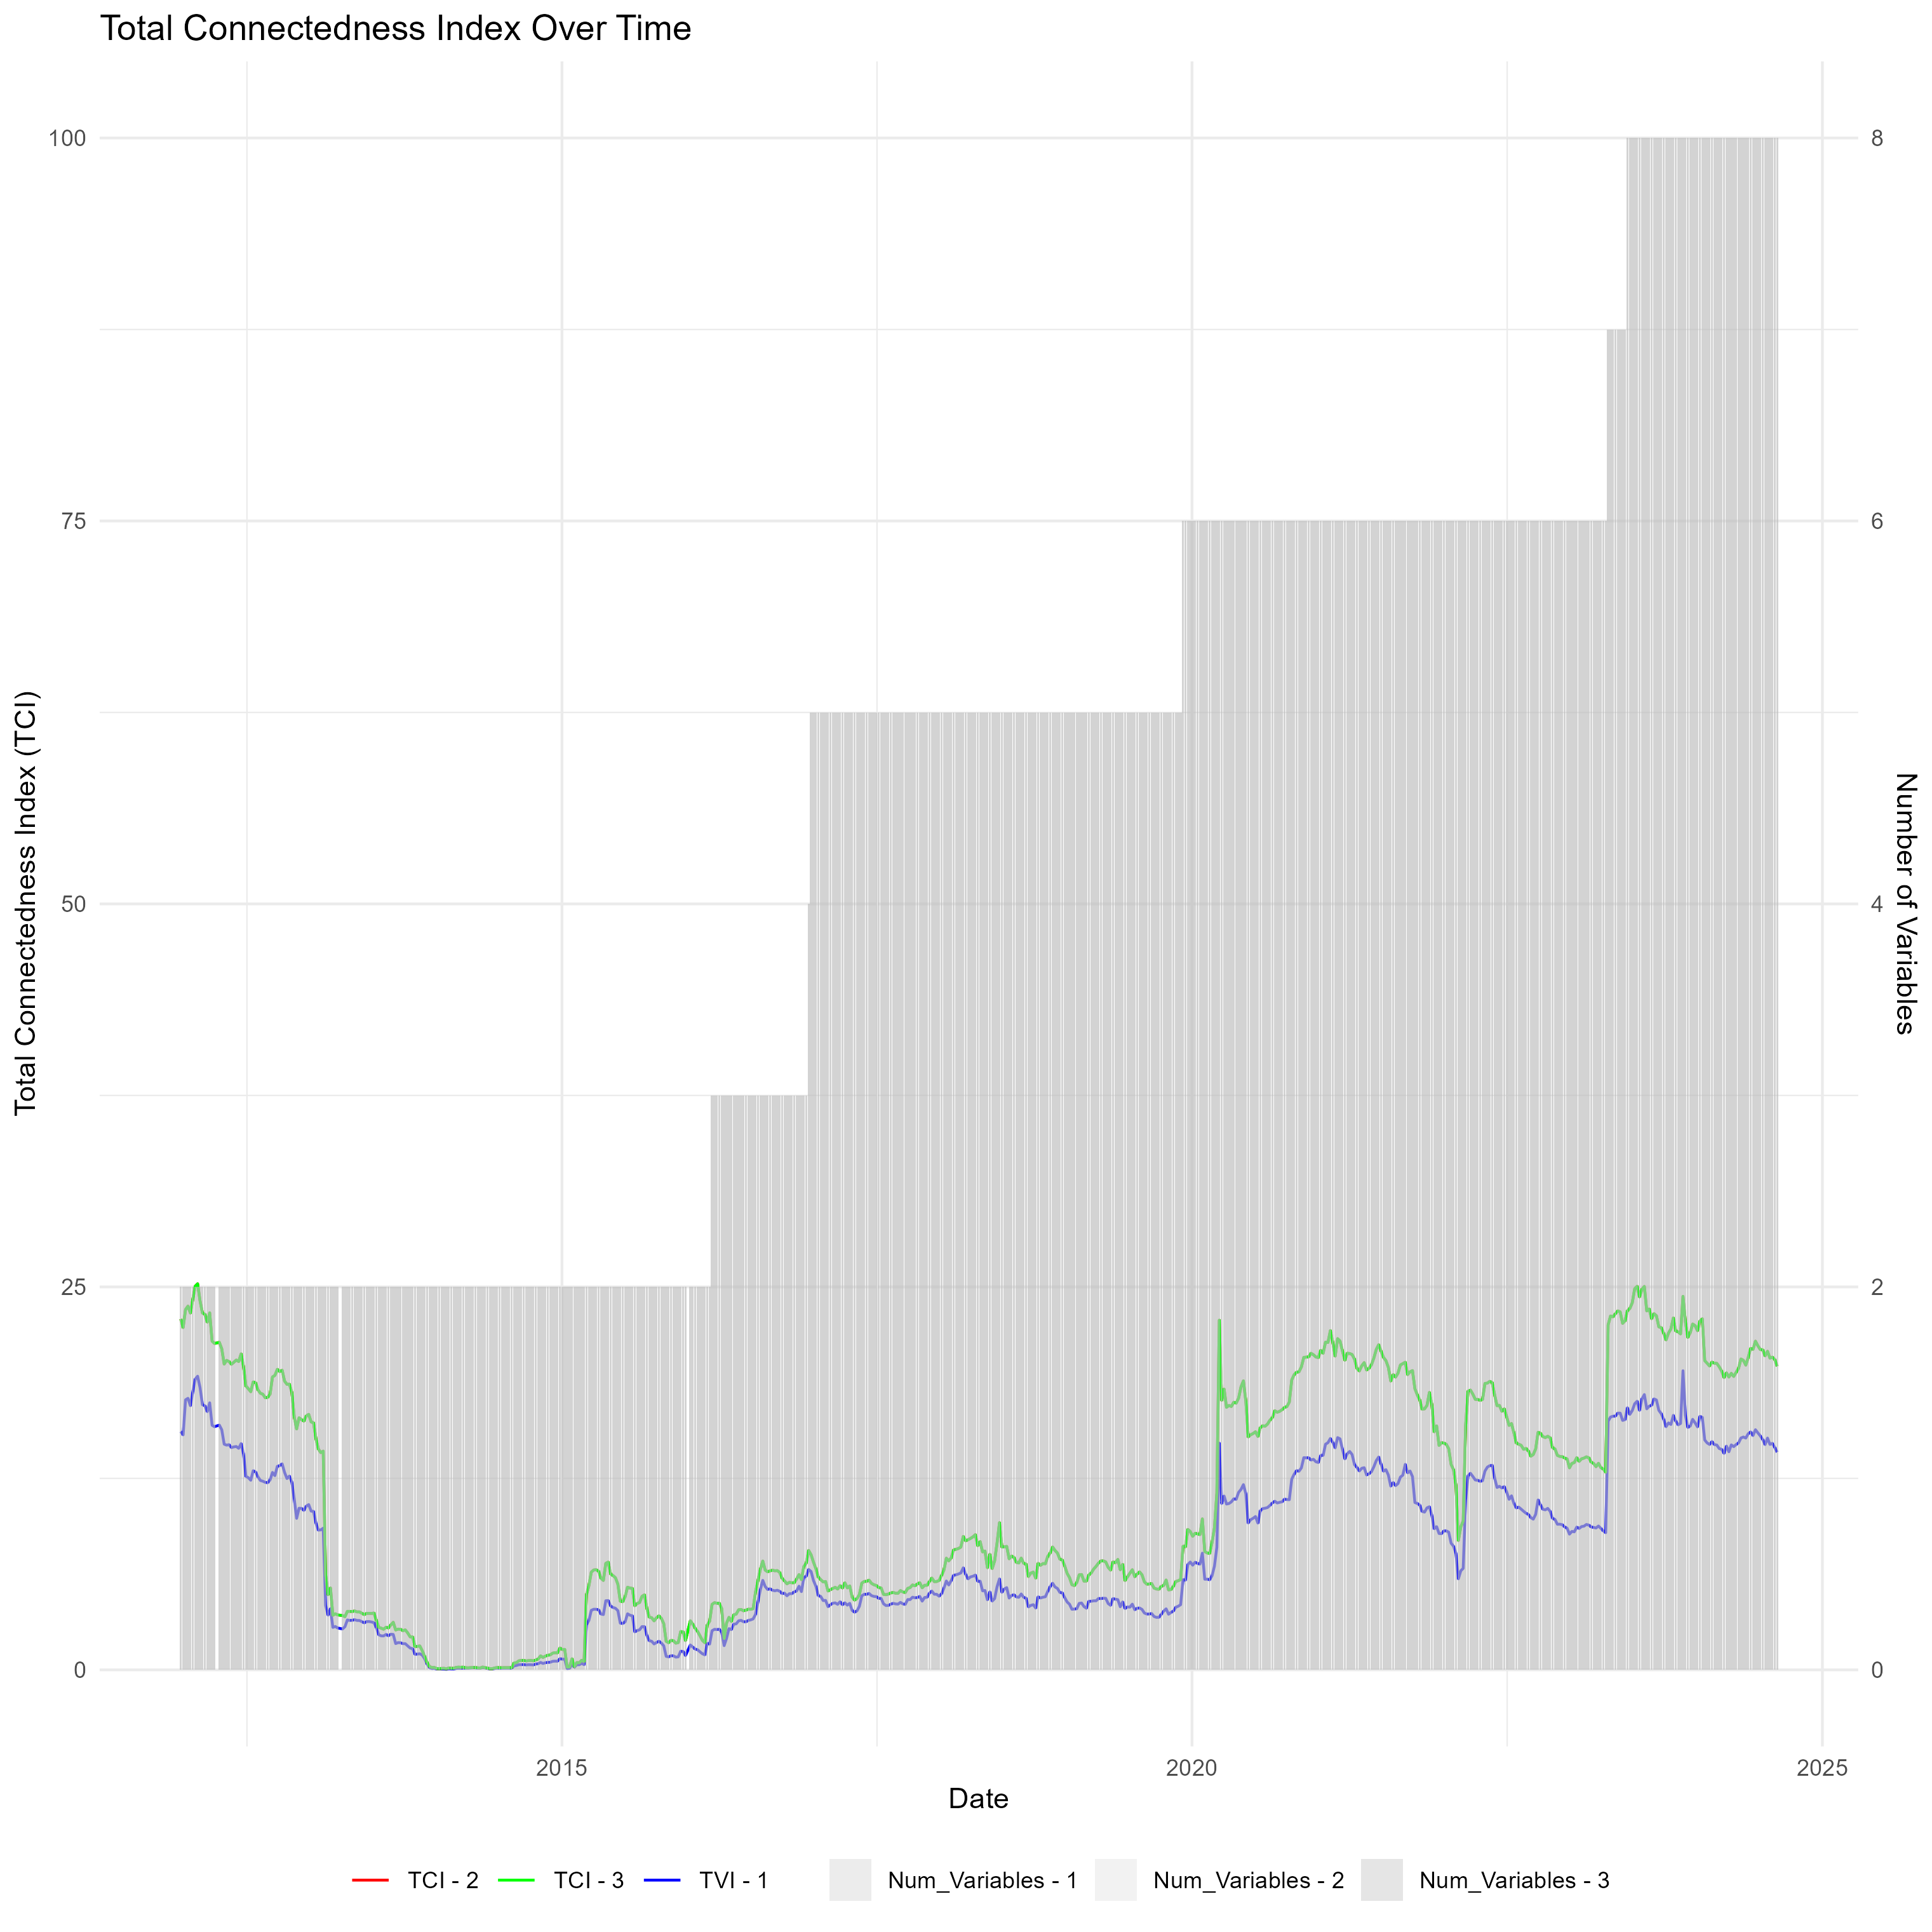 Total Connectedness Index Over Time
100
75
50
25
0
Total Connectedness Index (TCI)
8
6
4
2
0
Number of Variables
2015
2020
2025
Date
TCI - 2
TCI - 3
TVI - 1
Num_Variables - 1
Num_Variables - 2
Num_Variables - 3